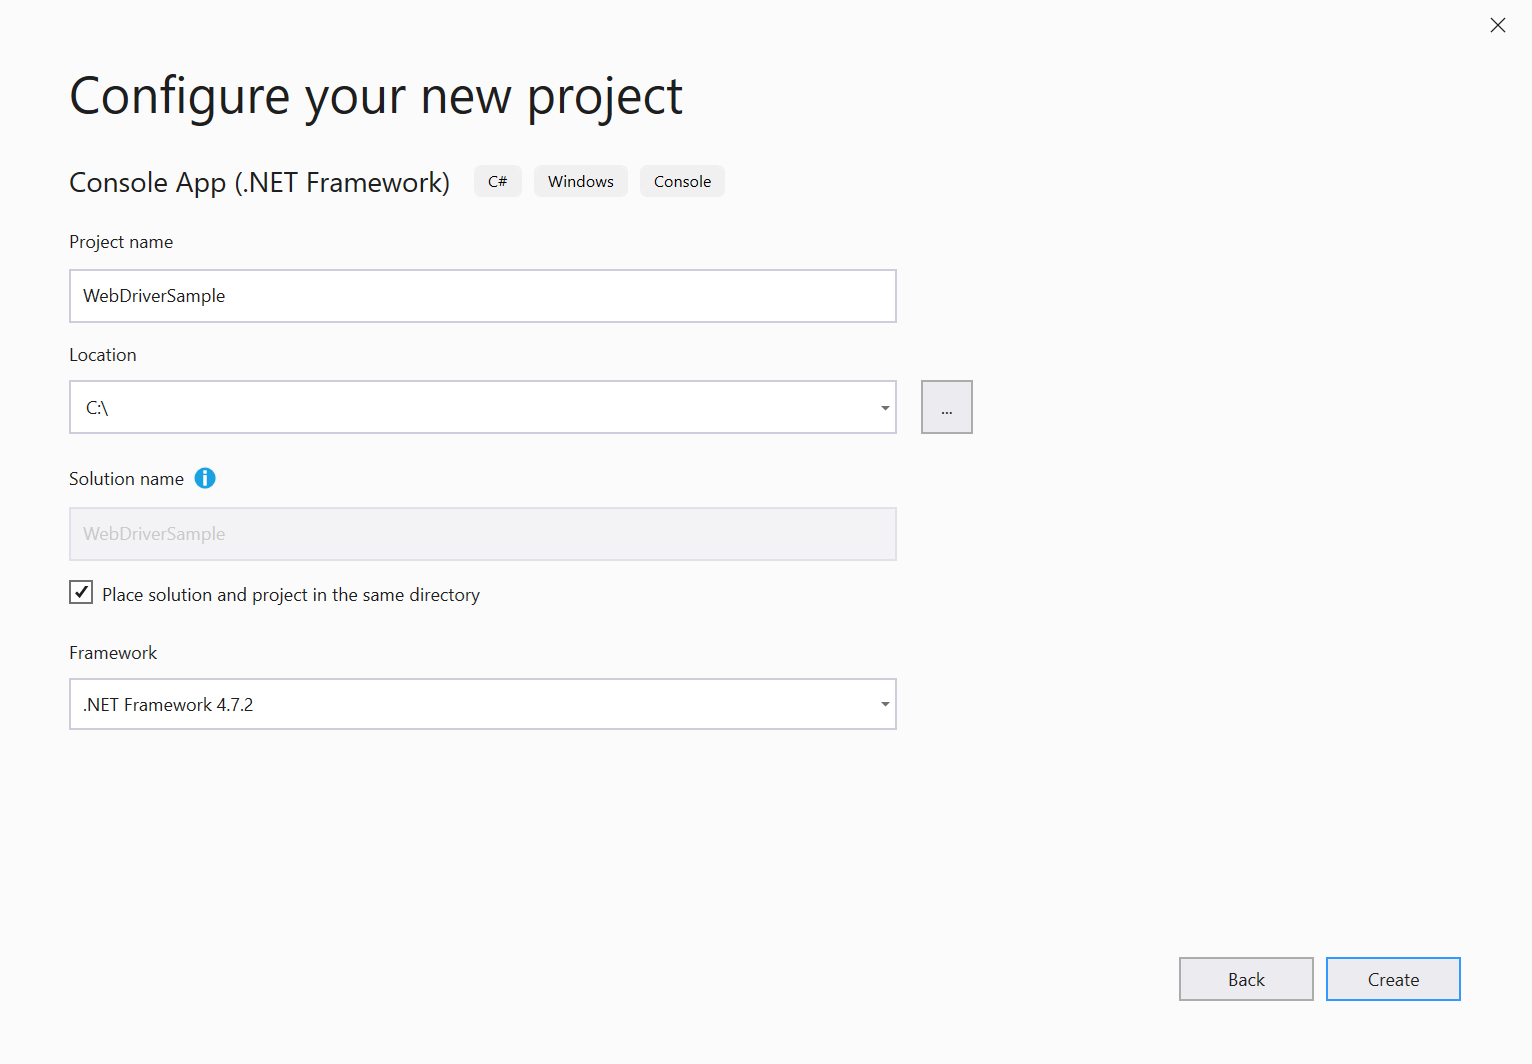 Configure your new project
Console App (.NET Framework) C# Windows Console
Project name
WebDriverSample
Location
C:\
...
Solution name
WebDriverSample
Place solution and project in the same directory
Framework
.NET Framework 4.7.2
Back Create